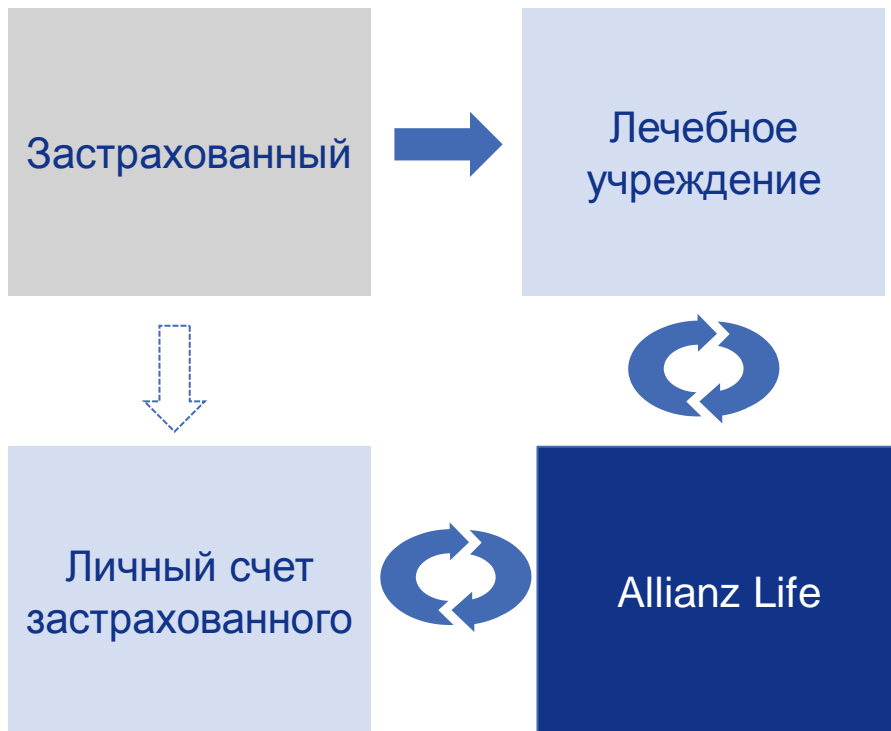 Застрахованный
Лечебное
учреждение
Личный счет
застрахованного
Allianz Life